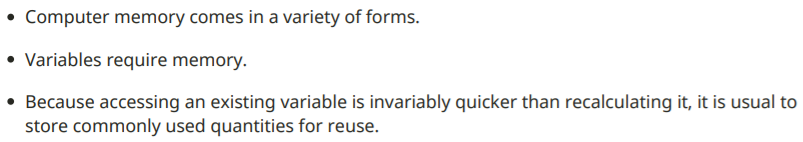 • Computer memory comes in a variety of forms.
• Variables require memory.
• Because accessing an existing variable is invariably quicker than recalculating it, it is usual to
store commonly used quantities for reuse.